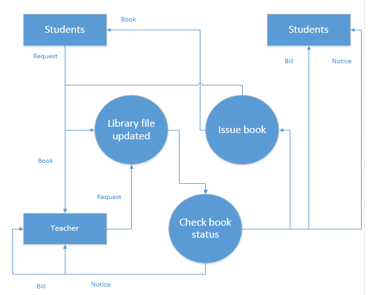 Book
Students
Students
Request
Bill
Notice
Library file
updated
Issue book
Book
Request
Teacher
Check book
status
Bill
Notice